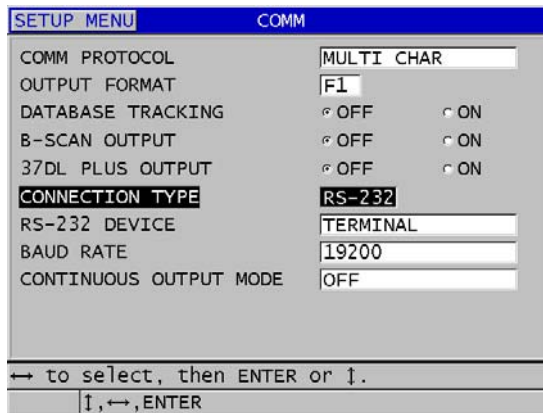 SETUP MENU COMM
COMM PROTOCOL MULTI CHAR
OUTPUT FORMAT F1
DATABASE TRACKING OFF ON
B-SCAN OUTPUT OFF ON
37DL PLUS OUTPUT OFF ON
CONNECTION TYPE RS-232
RS-232 DEVICE TERMINAL
BAUD RATE 19200
CONTINUOUS OUTPUT MODE OFF
↔ to select, then ENTER or ↕.
↕,↔,ENTER